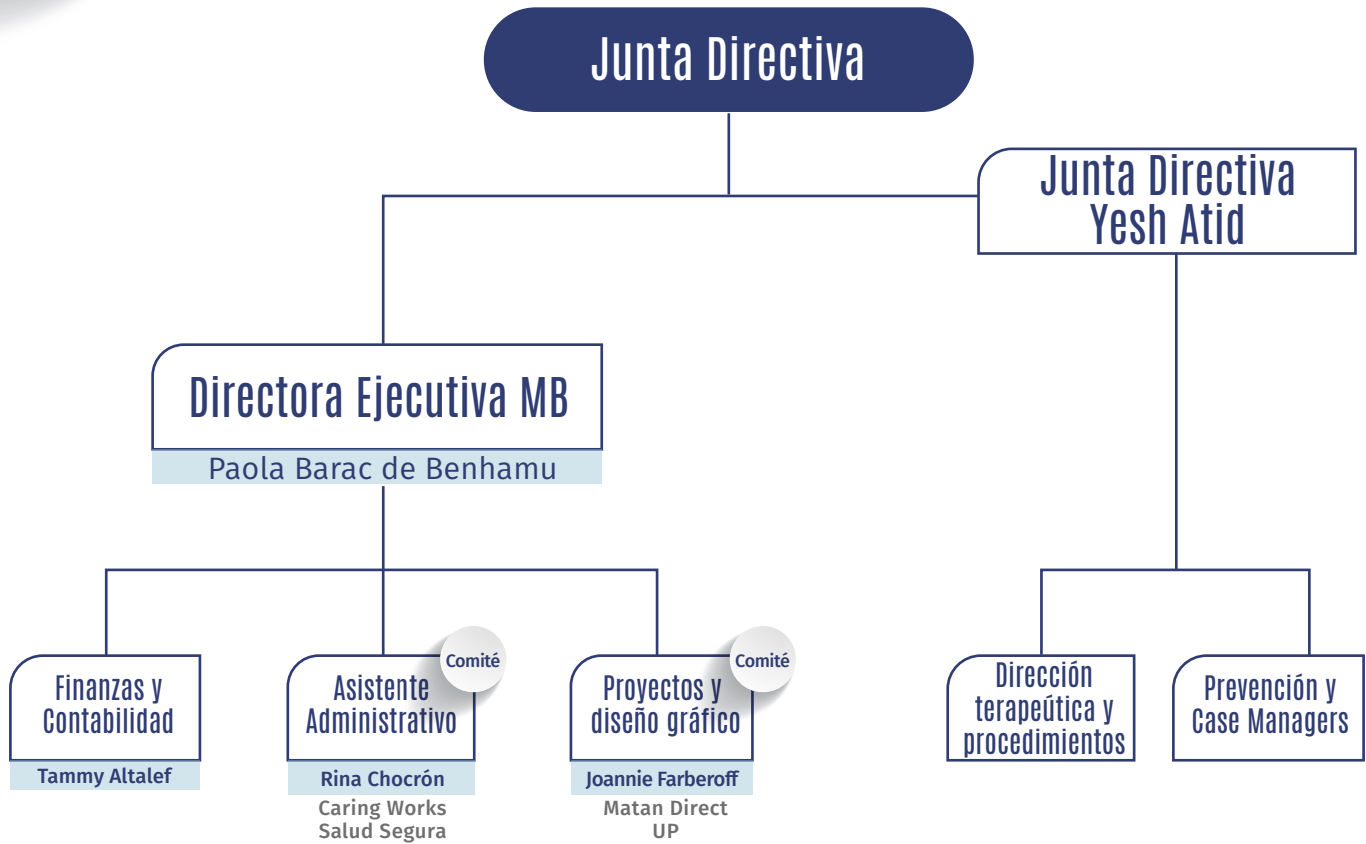 Junta Directiva
Junta Directiva
Yesh Atid
Directora Ejecutiva MB
Paola Barac de Benhamu
Finanzas y
Contabilidad
Tammy Altalef
Comité
Asistente
Administrativo
Rina Chocrón
Caring Works
Salud Segura
Comité
Proyectos y
diseño gráfico
Joannie Farberoff
Matan Direct
UP
Dirección
terapeútica y
procedimientos
Prevención y
Case Managers